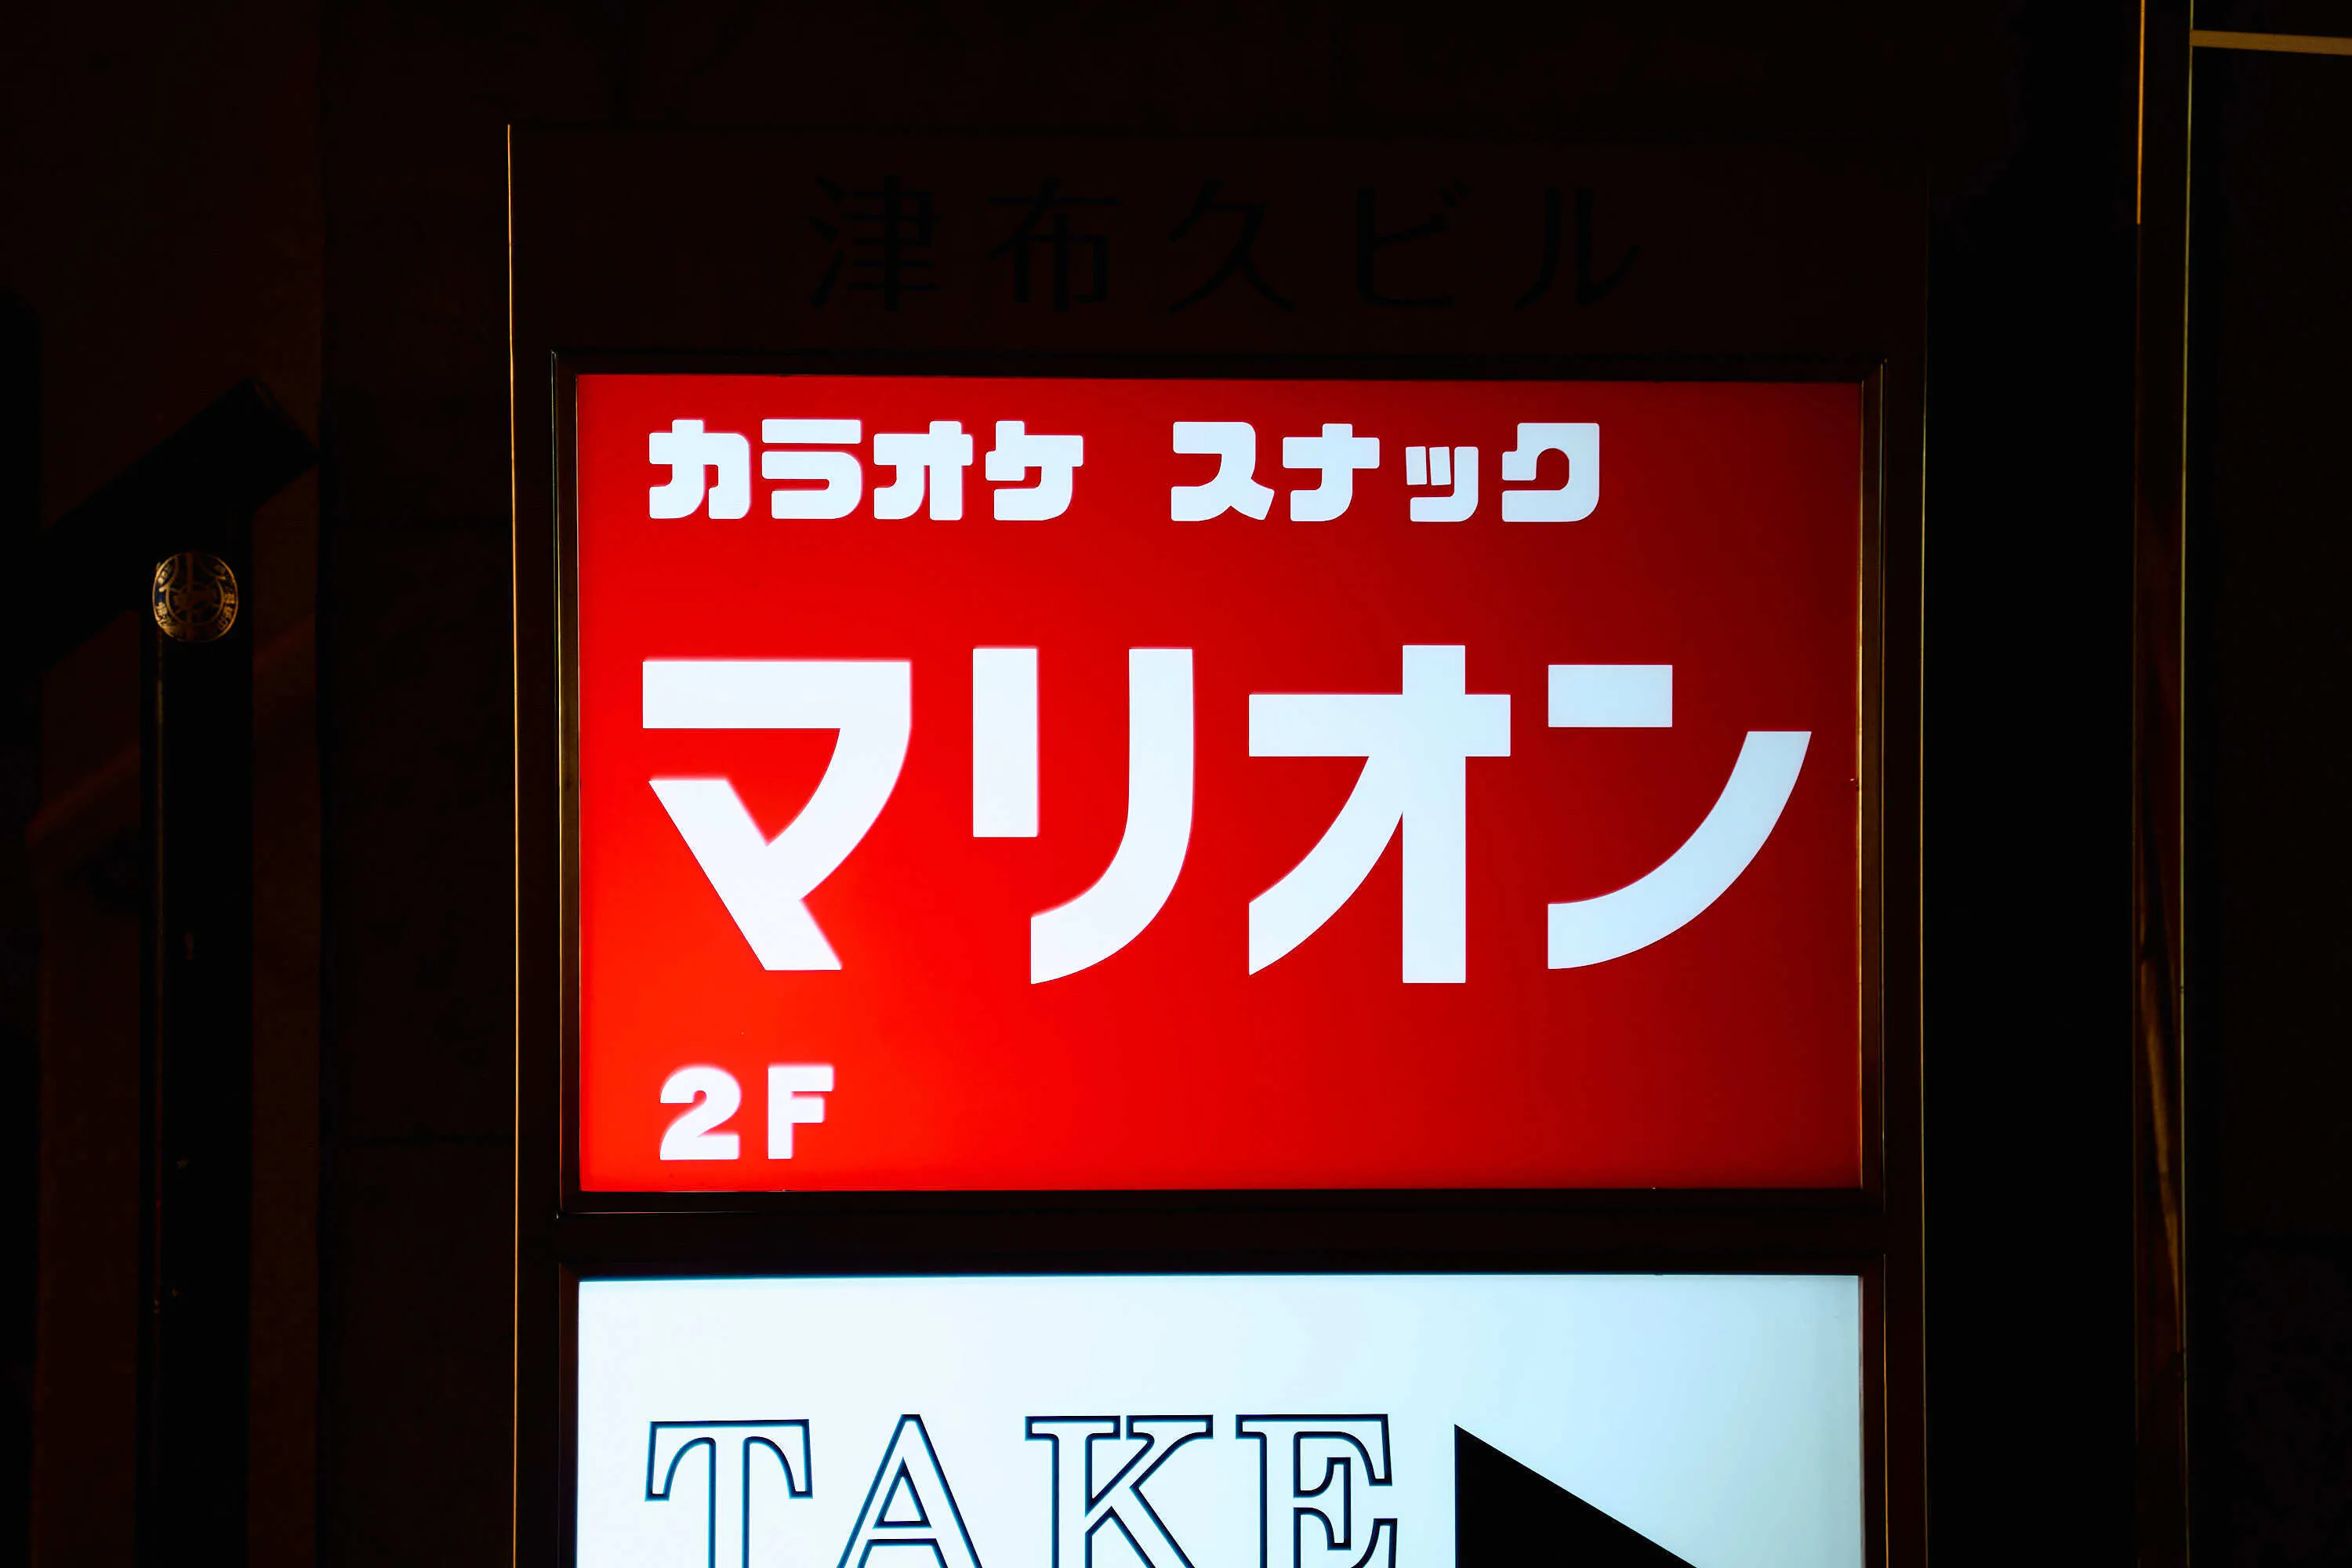 津布久ビル
カラオケ スナック
マリオン
2F
TAKE